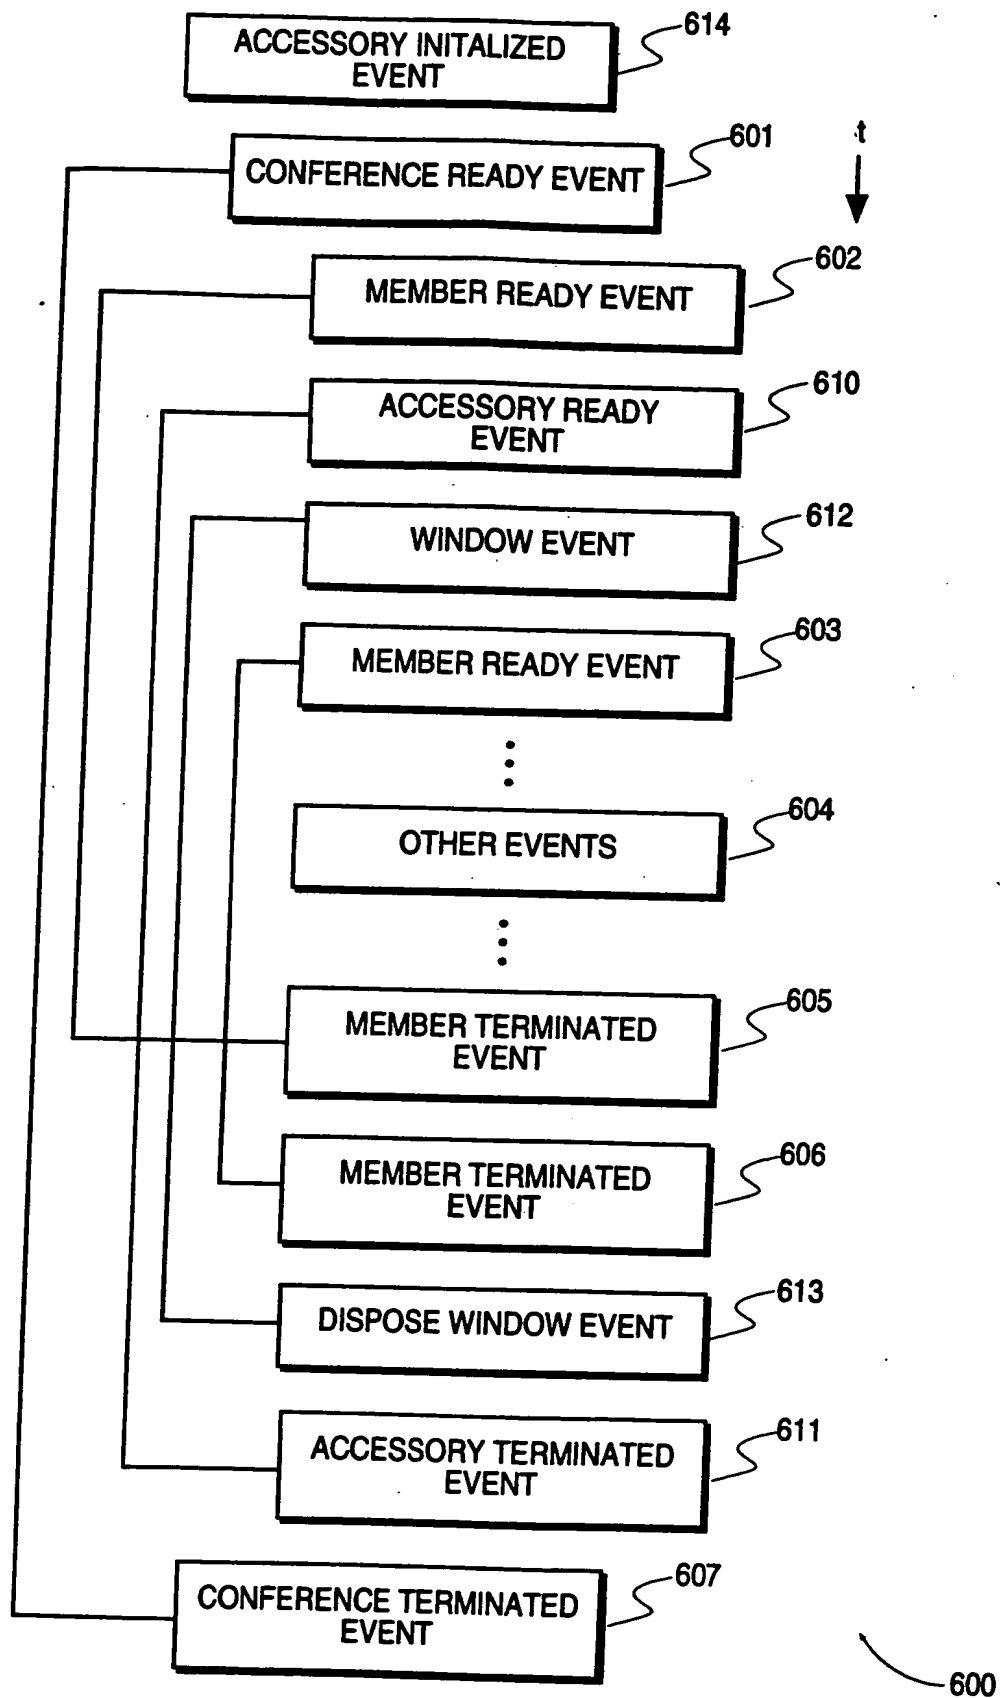 ACCESSORY INITALIZED
EVENT
614
CONFERENCE READY EVENT
601
t
MEMBER READY EVENT
602
ACCESSORY READY
EVENT
610
WINDOW EVENT
612
MEMBER READY EVENT
603
OTHER EVENTS
604
MEMBER TERMINATED
EVENT
605
MEMBER TERMINATED
EVENT
606
DISPOSE WINDOW EVENT
613
ACCESSORY TERMINATED
EVENT
611
CONFERENCE TERMINATED
EVENT
607
600